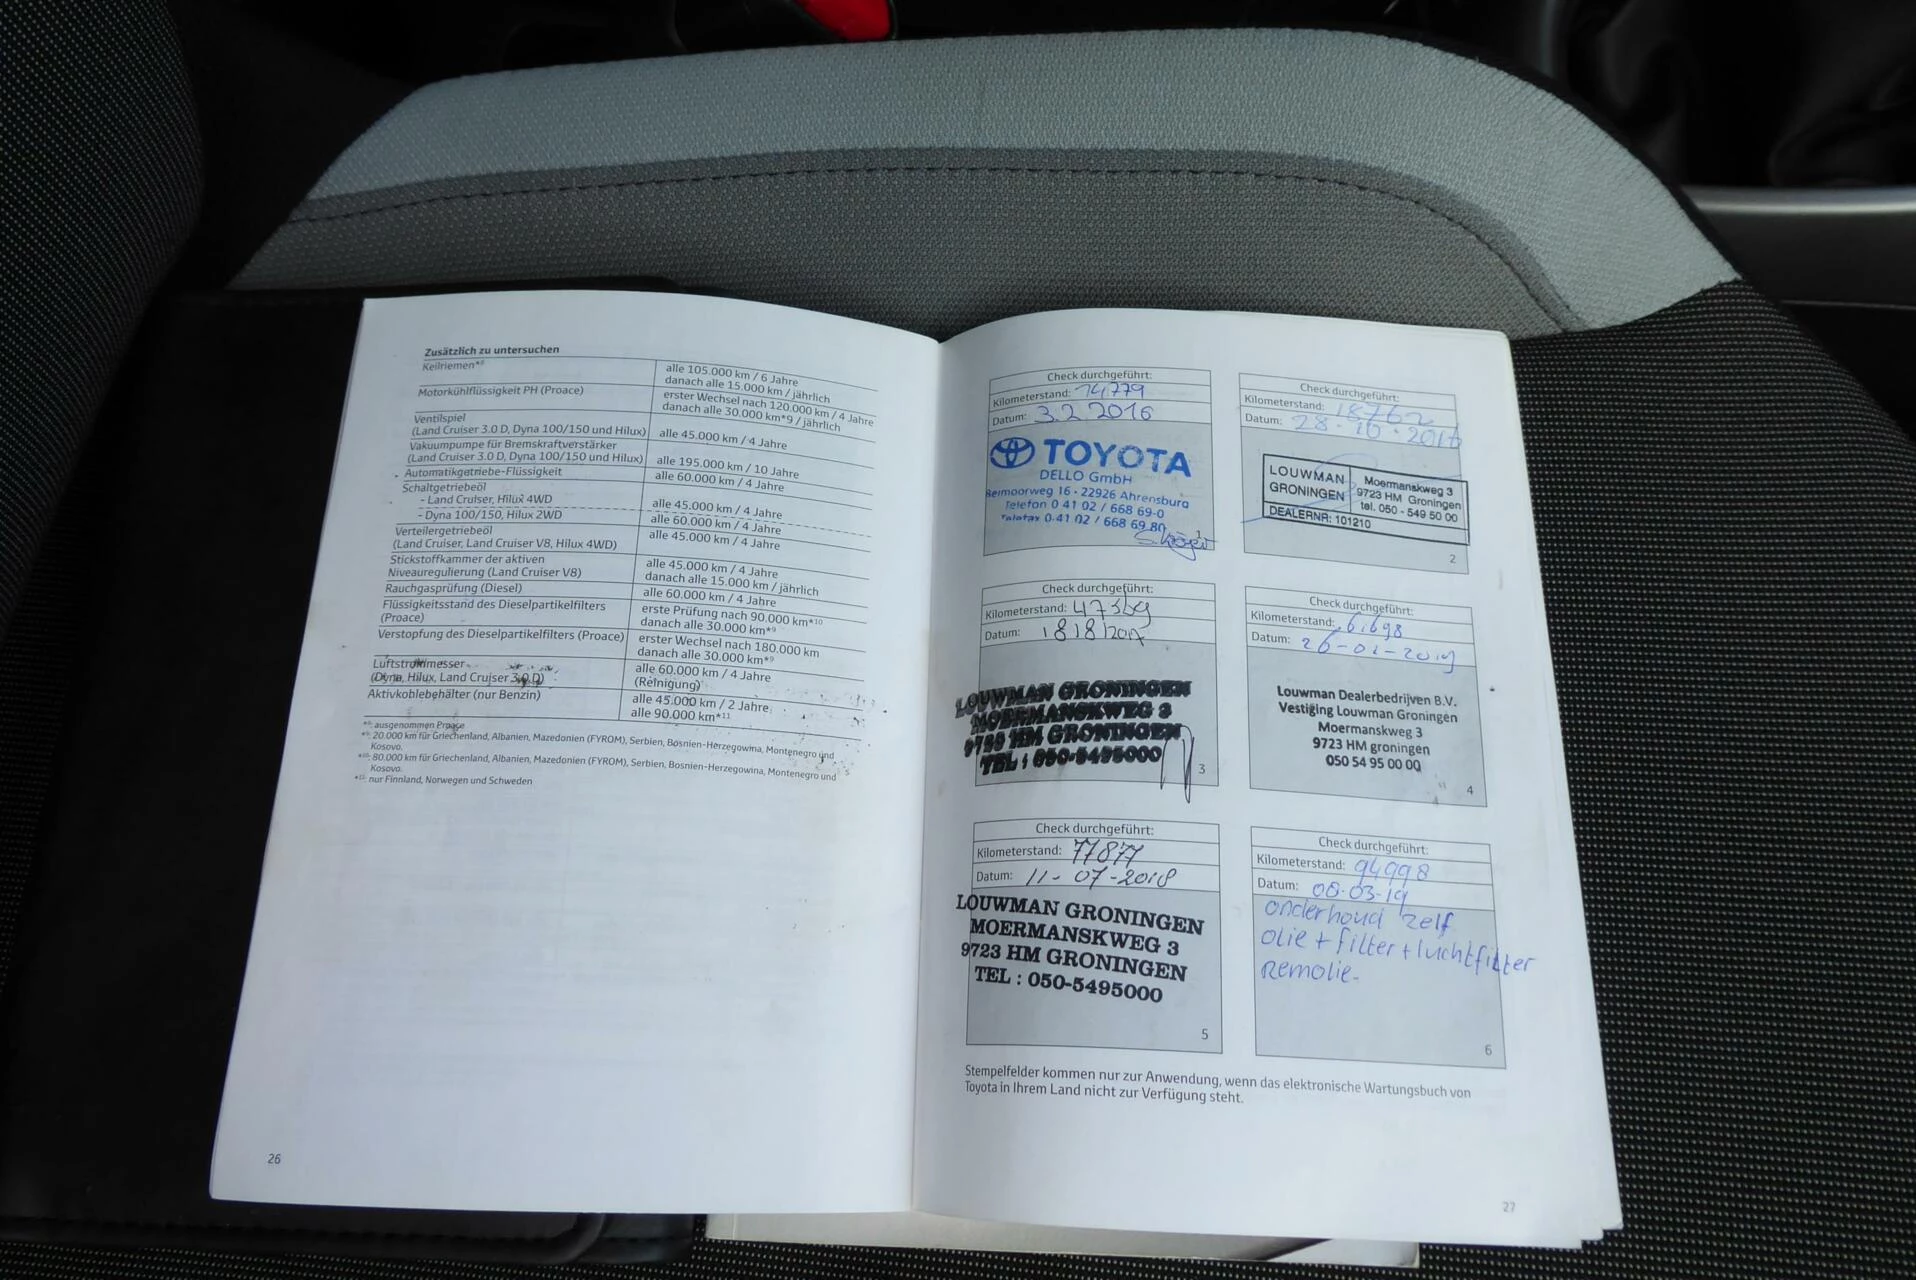 Zusätzlich zu untersuchen
Keilriemen*⁸
alle 105.000 km / 6 Jahre
danach alle 15.000 km / jährlich
Motorkühlflüssigkeit PH (Proace)
erster Wechsel nach 120.000 km / 4 Jahre
danach alle 30.000 km*⁹ / jährlich
Ventilspiel
(Land Cruiser 3.0 D, Dyna 100/150 und Hilux)
alle 45.000 km / 4 Jahre
Vakuumpumpe für Bremskraftverstärker
(Land Cruiser 3.0 D, Dyna 100/150 und Hilux)
alle 195.000 km / 10 Jahre
Automatikgetriebe-Flüssigkeit
alle 60.000 km / 4 Jahre
Schaltgetriebeöl
- Land Cruiser, Hilux 4WD
alle 45.000 km / 4 Jahre
- Dyna 100/150, Hilux 2WD
alle 60.000 km / 4 Jahre
Verteilergetriebeöl
(Land Cruiser, Land Cruiser V8, Hilux 4WD)
alle 45.000 km / 4 Jahre
Stickstoffkammer der aktiven
Niveauregulierung (Land Cruiser V8)
alle 45.000 km / 4 Jahre
danach alle 15.000 km / jährlich
Rauchgasprüfung (Diesel)
alle 60.000 km / 4 Jahre
Flüssigkeitsstand des Dieselpartikelfilters
(Proace)
erste Prüfung nach 90.000 km*¹⁰
danach alle 30.000 km*⁹
Verstopfung des Dieselpartikelfilters (Proace)
erster Wechsel nach 180.000 km
danach alle 30.000 km*⁹
Luftstrommesser
(Dyna, Hilux, Land Cruiser 3.0 D)
alle 60.000 km / 4 Jahre
(Reinigung)
Aktivkohlebehälter (nur Benzin)
alle 45.000 km / 2 Jahre
alle 90.000 km*¹¹
*⁸: ausgenommen Proace
*⁹: 20.000 km für Griechenland, Albanien, Mazedonien (FYROM), Serbien, Bosnien-Herzegowina, Montenegro und
Kosovo.
*¹⁰: 80.000 km für Griechenland, Albanien, Mazedonien (FYROM), Serbien, Bosnien-Herzegowina, Montenegro und
Kosovo.
*¹¹: nur Finnland, Norwegen und Schweden
26
Check durchgeführt:
Kilometerstand: 14779
Datum: 3.2.2016
TOYOTA
DELLO GmbH
Beimoorweg 16 · 22926 Ahrensburg
Telefon 0 41 02 / 668 69-0
Telefax 0 41 02 / 668 69 80
1
Check durchgeführt:
Kilometerstand: 18762
Datum: 28-10-2016
LOUWMAN
GRONINGEN
Moermanskweg 3
9723 HM Groningen
tel. 050 - 549 50 00
DEALERNR: 101210
2
Check durchgeführt:
Kilometerstand:
Datum: 18/8/2017
LOUWMAN GRONINGEN
MOERMANSKWEG 3
9723 HM GRONINGEN
TEL : 050-5495000
3
Check durchgeführt:
Kilometerstand: 61698
Datum:
Louwman Dealerbedrijven B.V.
Vestiging Louwman Groningen
Moermanskweg 3
9723 HM groningen
050 54 95 00 00
4
Check durchgeführt:
Kilometerstand: 77877
Datum: 11-07-2018
LOUWMAN GRONINGEN
MOERMANSKWEG 3
9723 HM GRONINGEN
TEL : 050-5495000
5
Check durchgeführt:
Kilometerstand: 94998
Datum: 08-03-19
onderhoud zelf
olie + filter + luchtfilter
Remolie-
6
Stempelfelder kommen nur zur Anwendung, wenn das elektronische Wartungsbuch von
Toyota in Ihrem Land nicht zur Verfügung steht.
27